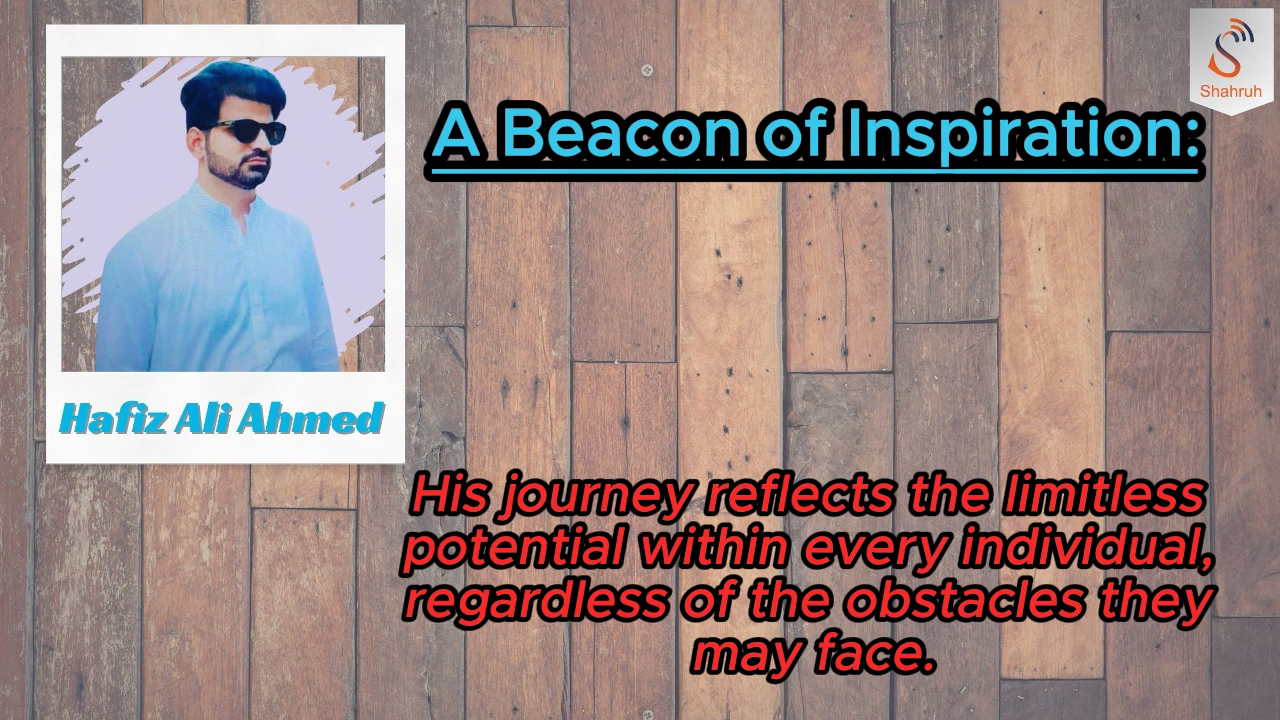 Shahruh
A Beacon of Inspiration:
Hafiz Ali Ahmed
His journey reflects the limitless
potential within every individual,
regardless of the obstacles they
may face.